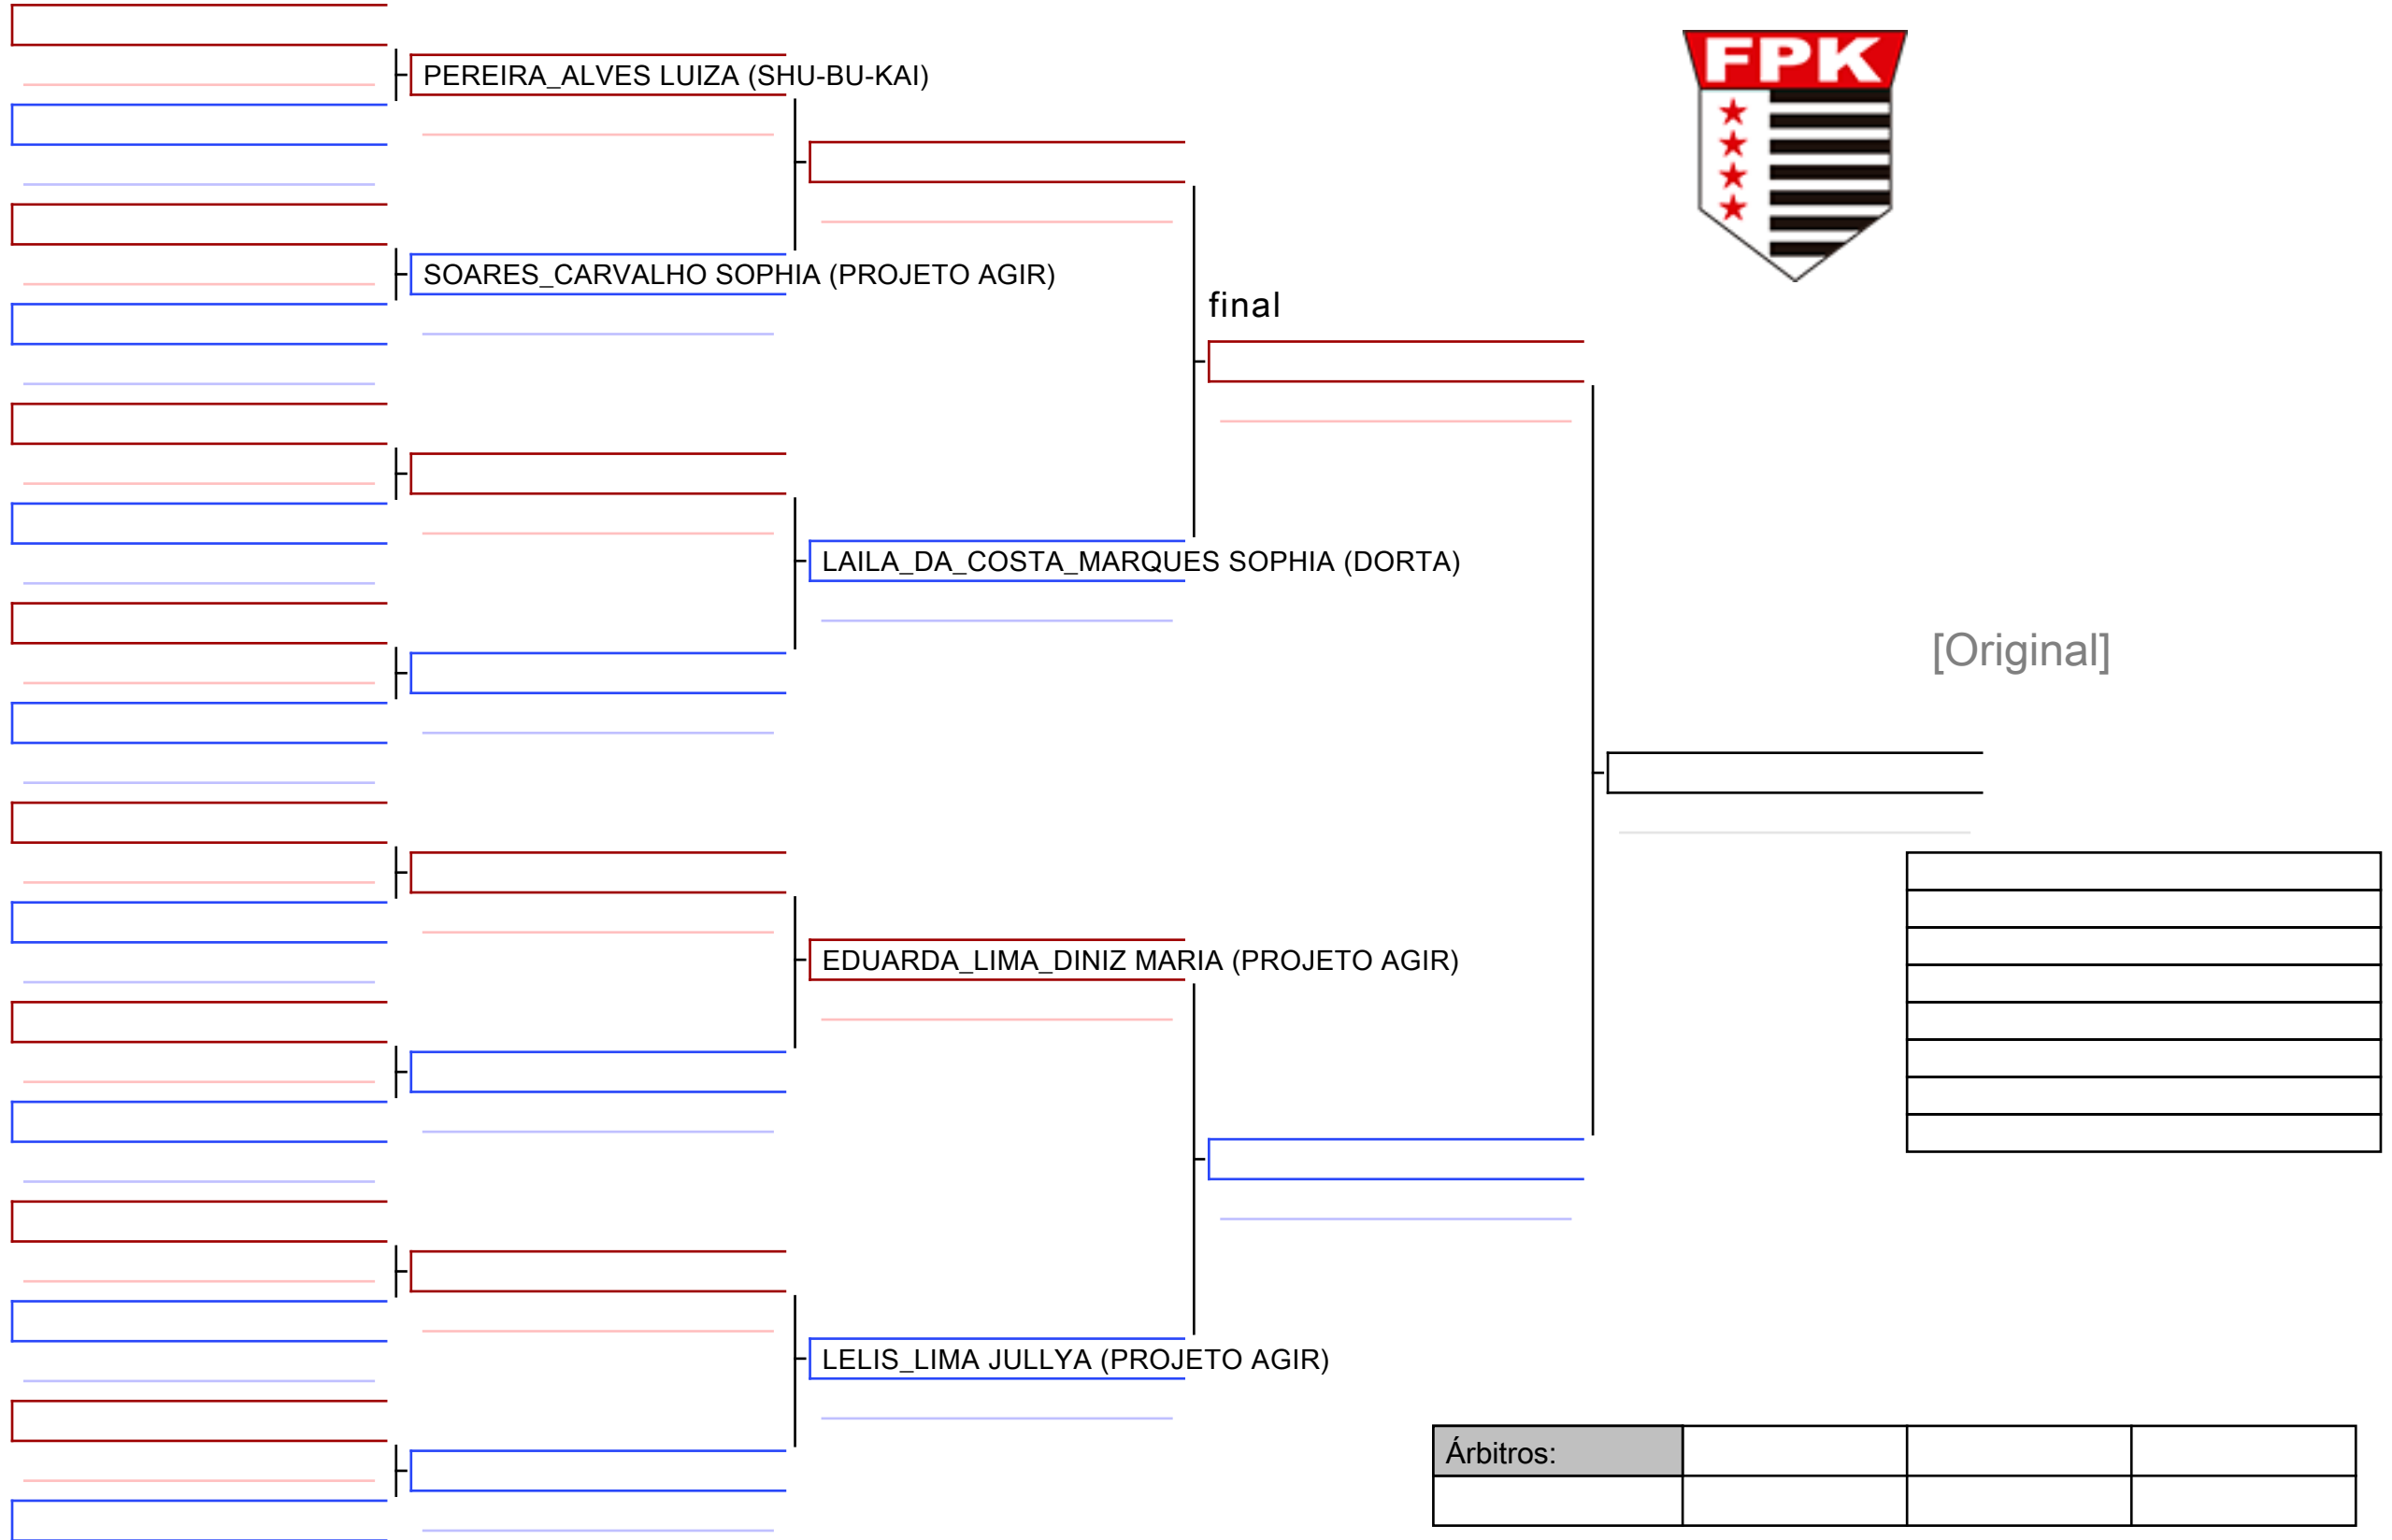 FPK
PEREIRA_ALVES LUIZA (SHU-BU-KAI)
SOARES_CARVALHO SOPHIA (PROJETO AGIR)
final
LAILA_DA_COSTA_MARQUES SOPHIA (DORTA)
[Original]
EDUARDA_LIMA_DINIZ MARIA (PROJETO AGIR)
LELIS_LIMA JULLYA (PROJETO AGIR)
Árbitros: